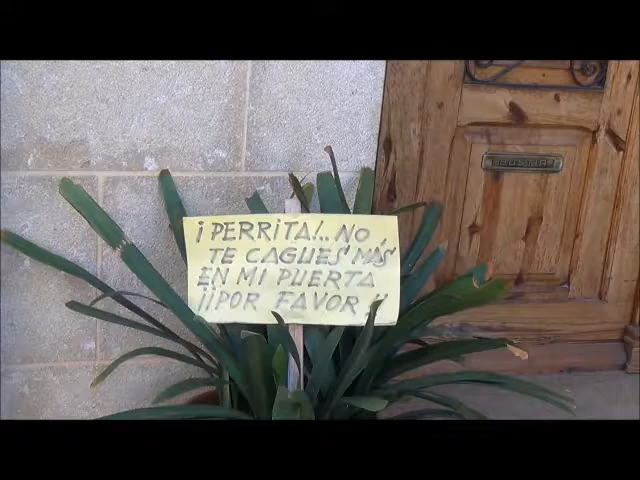 ¡PERRITA!.. NO
TE CAGUES MÁS
EN MI PUERTA
¡¡POR FAVOR!!